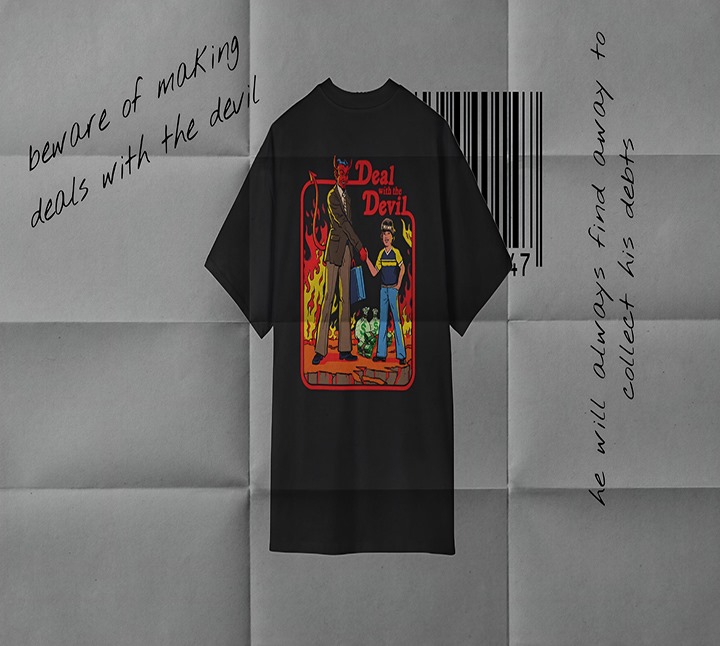 beware of making
deals with the devil
Deal
with the
Devil
47
he will always find away to
collect his debts